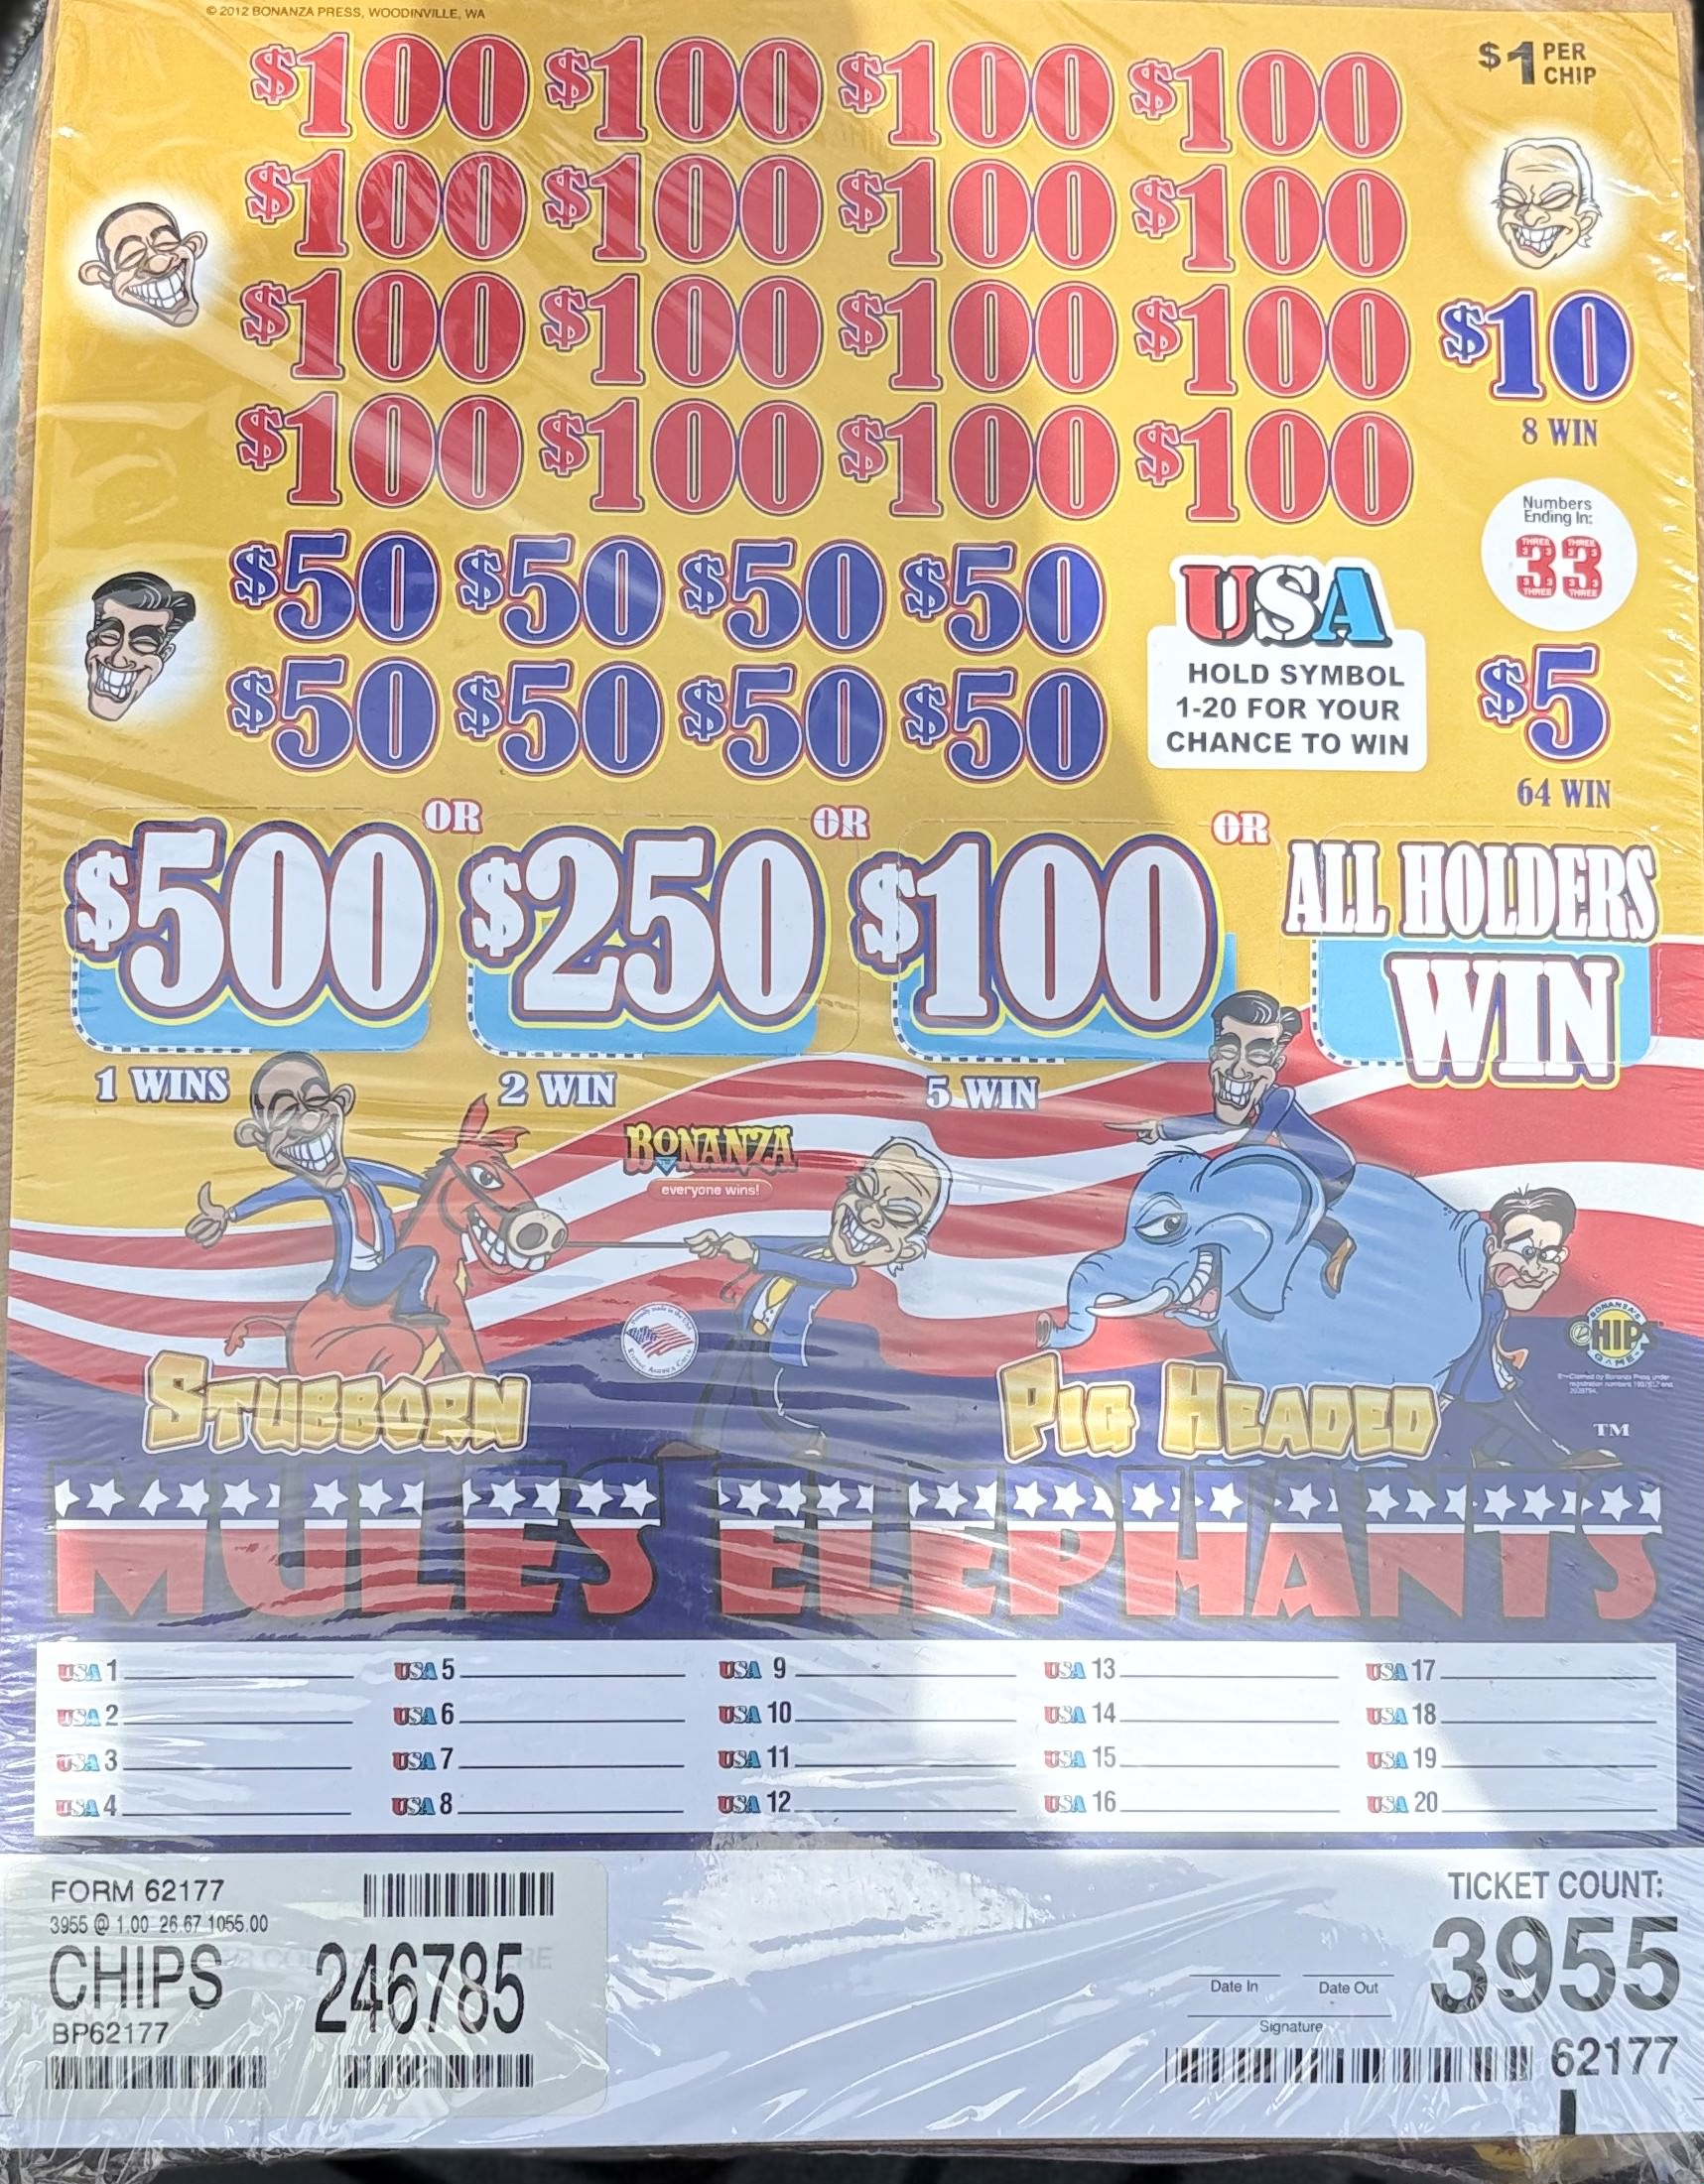 © 2012 BONANZA PRESS, WOODINVILLE, WA
$1 PER CHIP
$100 $100 $100 $100
$100 $100 $100 $100
$100 $100 $100 $100
$100 $100 $100 $100
$10
8 WIN
Numbers
Ending In:
33
$50 $50 $50 $50
$50 $50 $50 $50
USA
HOLD SYMBOL
1-20 FOR YOUR
CHANCE TO WIN
$5
64 WIN
$500 OR $250 OR $100 OR ALL HOLDERS
WIN
1 WINS
2 WIN
5 WIN
BONANZA
everyone wins!
BONANZA'S
CHIPS
GAME
STUBBORN
PIG HEADED
TM
MULES ELEPHANTS
USA 1 USA 5 USA 9 USA 13 USA 17
USA 2 USA 6 USA 10 USA 14 USA 18
USA 3 USA 7 USA 11 USA 15 USA 19
USA 4 USA 8 USA 12 USA 16 USA 20
FORM 62177
3955 @ 1.00 26.67 1055.00
CHIPS 246785
BP62177
TICKET COUNT:
3955
Date In Date Out
Signature
62177